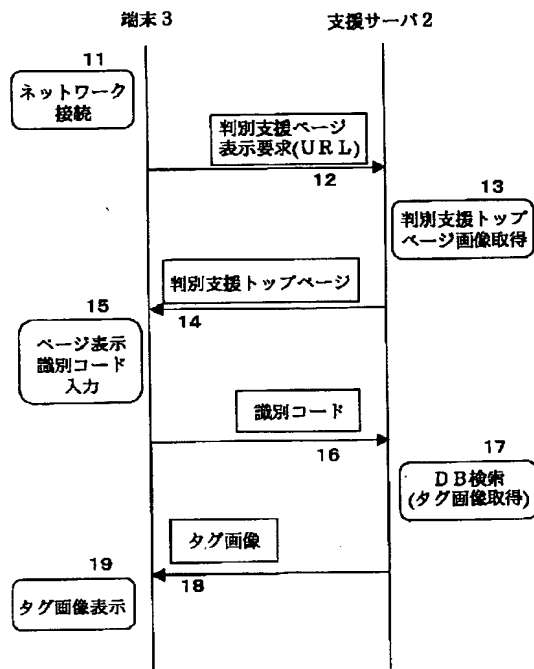 端末3
支援サーバ2
11
ネットワーク
接続
判別支援ページ
表示要求(URL)
12
13
判別支援トップ
ページ画像取得
判別支援トップページ
14
15
ページ表示
識別コード
入力
識別コード
16
17
DB検索
(タグ画像取得)
タグ画像
18
19
タグ画像表示